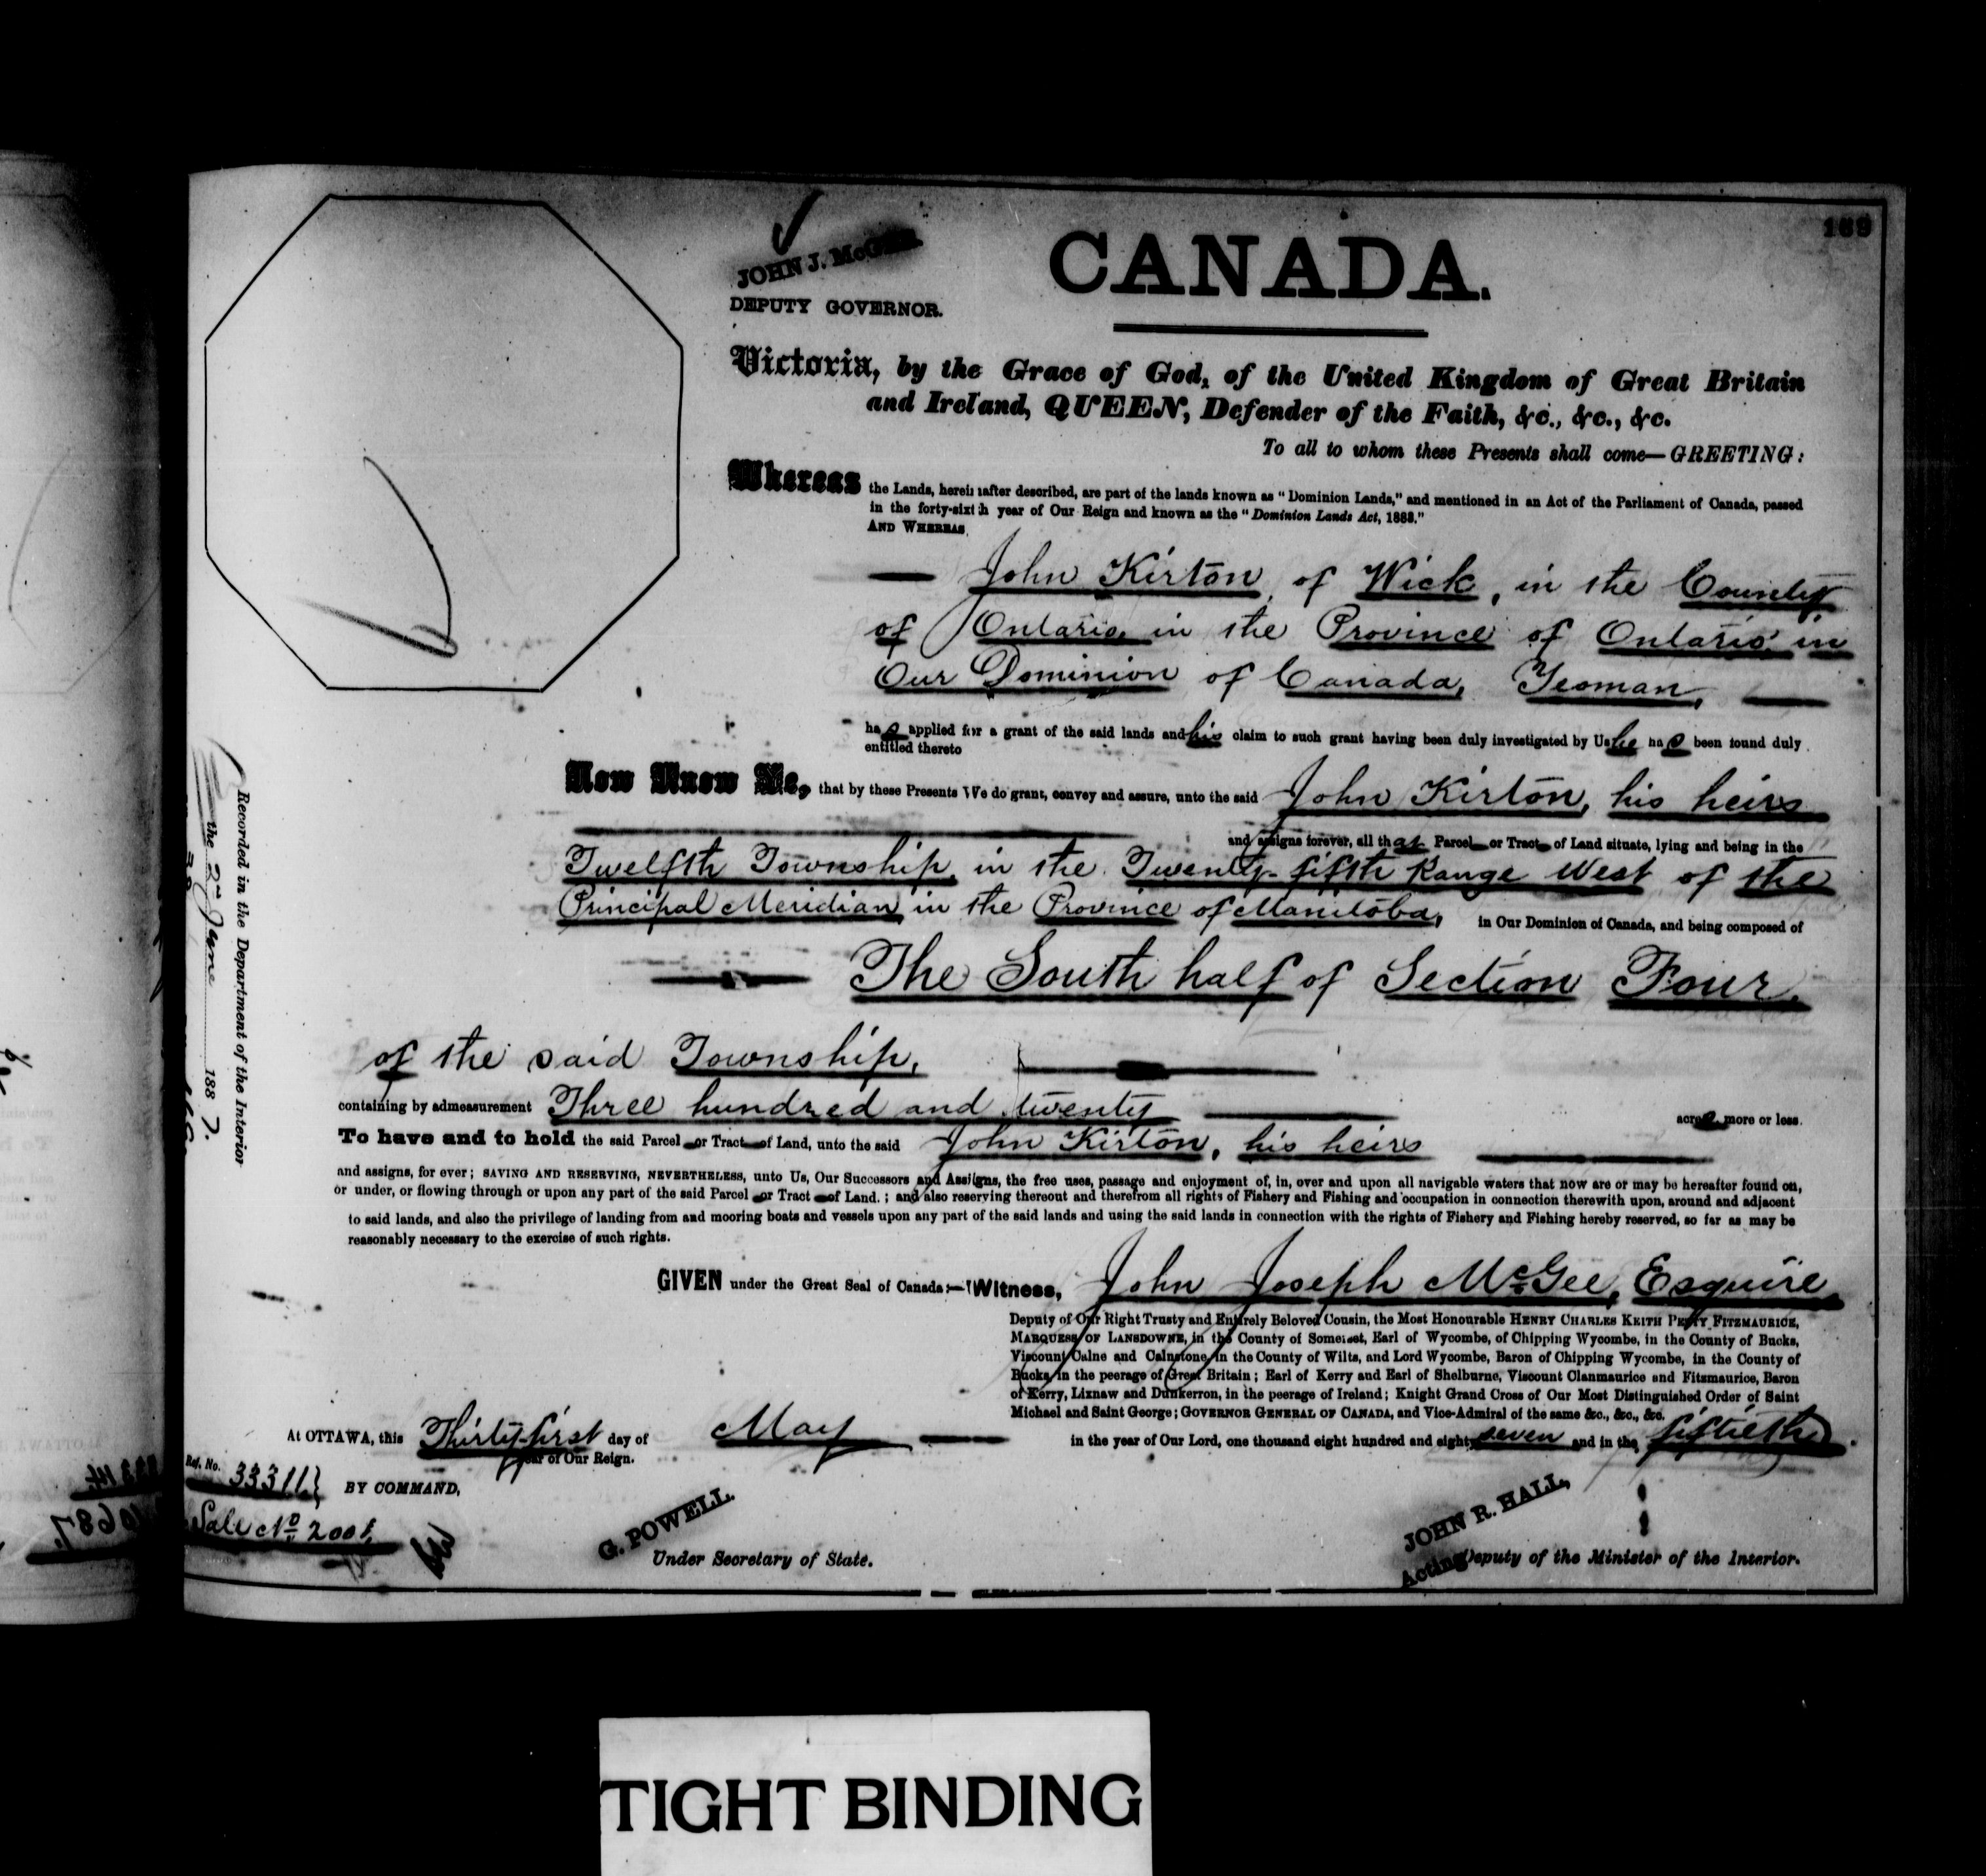 169
JOHN J. McGEE.
DEPUTY GOVERNOR.
CANADA.
Victoria, by the Grace of God, of the United Kingdom of Great Britain
and Ireland, QUEEN, Defender of the Faith, &c., &c., &c.
To all to whom these Presents shall come—GREETING:
Whereas the Lands, hereinafter described, are part of the lands known as "Dominion Lands," and mentioned in an Act of the Parliament of Canada, passed
in the forty-sixth year of Our Reign and known as the "Dominion Lands Act, 1883."
AND WHEREAS
John Kirton, of Wick, in the County
of Ontario, in the Province of Ontario in
Our Dominion of Canada, Yeoman,
has applied for a grant of the said lands and his claim to such grant having been duly investigated by Us he has been found duly
entitled thereto
Now Know Ye, that by these Presents We do grant, convey and assure, unto the said John Kirton, his heirs
and assigns forever, all that Parcel or Tract of Land situate, lying and being in the
Twelfth Township, in the Twenty-fifth Range West of the
Principal Meridian, in the Province of Manitoba, in Our Dominion of Canada, and being composed of
The South half of Section Four,
of the said Township,
containing by admeasurement Three hundred and twenty acres, more or less.
To have and to hold the said Parcel or Tract of Land, unto the said John Kirton, his heirs
and assigns, for ever; SAVING AND RESERVING, NEVERTHELESS, unto Us, Our Successors and Assigns, the free uses, passage and enjoyment of, in, over and upon all navigable waters that now are or may be hereafter found on,
or under, or flowing through or upon any part of the said Parcel or Tract of Land.; and also reserving thereout and therefrom all rights of Fishery and Fishing and occupation in connection therewith upon, around and adjacent
to said lands, and also the privilege of landing from and mooring boats and vessels upon any part of the said lands and using the said lands in connection with the rights of Fishery and Fishing hereby reserved, so far as may be
reasonably necessary to the exercise of such rights.
GIVEN under the Great Seal of Canada:—Witness, John Joseph McGee, Esquire,
Deputy of Our Right Trusty and Entirely Beloved Cousin, the Most Honourable HENRY CHARLES KEITH PETTY FITZMAURICE,
MARQUESS OF LANSDOWNE, in the County of Somerset, Earl of Wycombe, of Chipping Wycombe, in the County of Bucks,
Viscount Calne and Calnstone in the County of Wilts, and Lord Wycombe, Baron of Chipping Wycombe, in the County of
Bucks, in the peerage of Great Britain; Earl of Kerry and Earl of Shelburne, Viscount Clanmaurice and Fitzmaurice, Baron
of Kerry, Lixnaw and Dunkerron, in the peerage of Ireland; Knight Grand Cross of Our Most Distinguished Order of Saint
Michael and Saint George; GOVERNOR GENERAL OF CANADA, and Vice-Admiral of the same &c., &c., &c.
At OTTAWA, this Thirty-first day of May in the year of Our Lord, one thousand eight hundred and eighty seven and in the fiftieth
year of Our Reign.
Ref. No. 33311
BY COMMAND,
Sale No 2001
G. POWELL.
Under Secretary of State.
JOHN R. HALL,
Acting Deputy of the Minister of the Interior.
Recorded in the Department of the Interior
the 2nd June 1887.
TIGHT BINDING